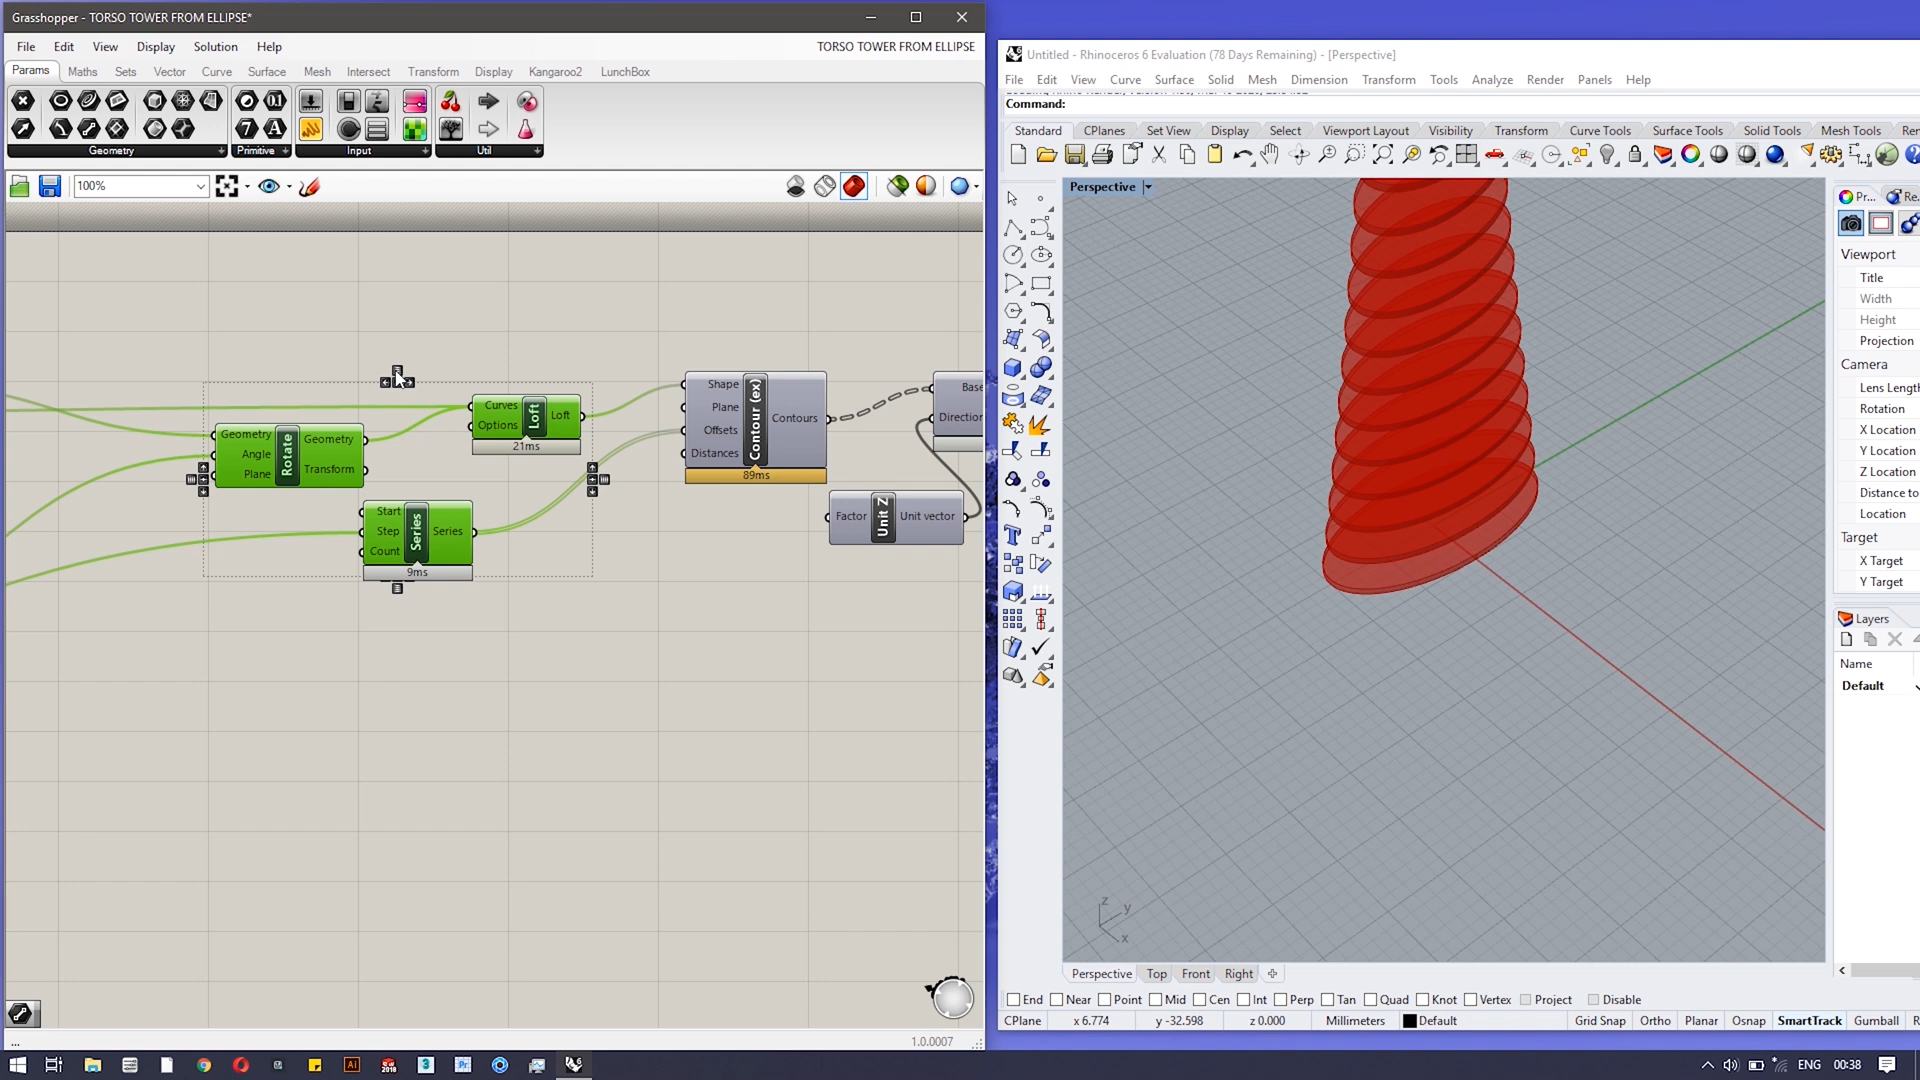 Grasshopper - TORSO TOWER FROM ELLIPSE*
File Edit View Display Solution Help
TORSO TOWER FROM ELLIPSE
Params Maths Sets Vector Curve Surface Mesh Intersect Transform Display Kangaroo2 LunchBox
Geometry Primitive Input Util
100%
Geometry
Angle
Plane
Rotate
Geometry
Transform
Curves
Options
Loft
Loft
21ms
Start
Step
Count
Series
Series
9ms
Shape
Plane
Offsets
Distances
Contour (ex)
Contours
89ms
Factor
Unit Z
Unit vector
Base
Direction
...
1.0.0007
Untitled - Rhinoceros 6 Evaluation (78 Days Remaining) - [Perspective]
File Edit View Curve Surface Solid Mesh Dimension Transform Tools Analyze Render Panels Help
Command:
Standard CPlanes Set View Display Select Viewport Layout Visibility Transform Curve Tools Surface Tools Solid Tools Mesh Tools Ren
Perspective
z
y
x
Pr... Re
Viewport
Title
Width
Height
Projection
Camera
Lens Length
Rotation
X Location
Y Location
Z Location
Distance to
Location
Target
X Target
Y Target
Layers
Name
Default
Perspective Top Front Right
End Near Point Mid Cen Int Perp Tan Quad Knot Vertex Project Disable
CPlane x 6.774 y -32.598 z 0.000 Millimeters Default Grid Snap Ortho Planar Osnap SmartTrack Gumball R
ENG 00:38